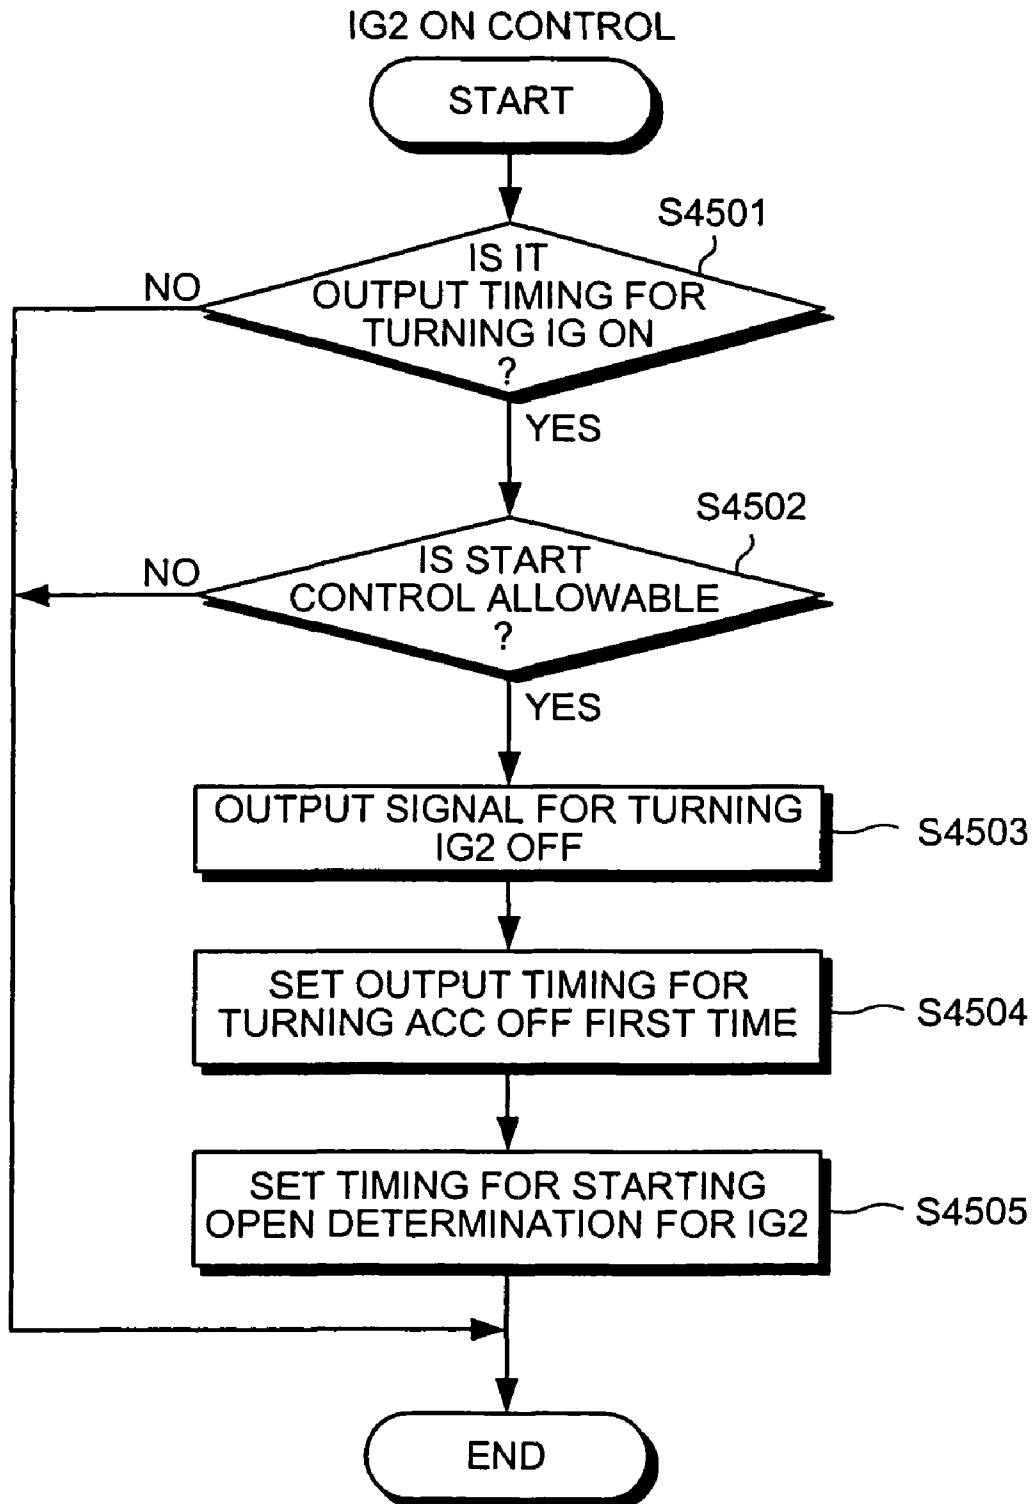 IG2 ON CONTROL
START
S4501
IS IT
OUTPUT TIMING FOR
TURNING IG ON
?
NO
YES
S4502
IS START
CONTROL ALLOWABLE
?
NO
YES
OUTPUT SIGNAL FOR TURNING
IG2 OFF
S4503
SET OUTPUT TIMING FOR
TURNING ACC OFF FIRST TIME
S4504
SET TIMING FOR STARTING
OPEN DETERMINATION FOR IG2
S4505
END